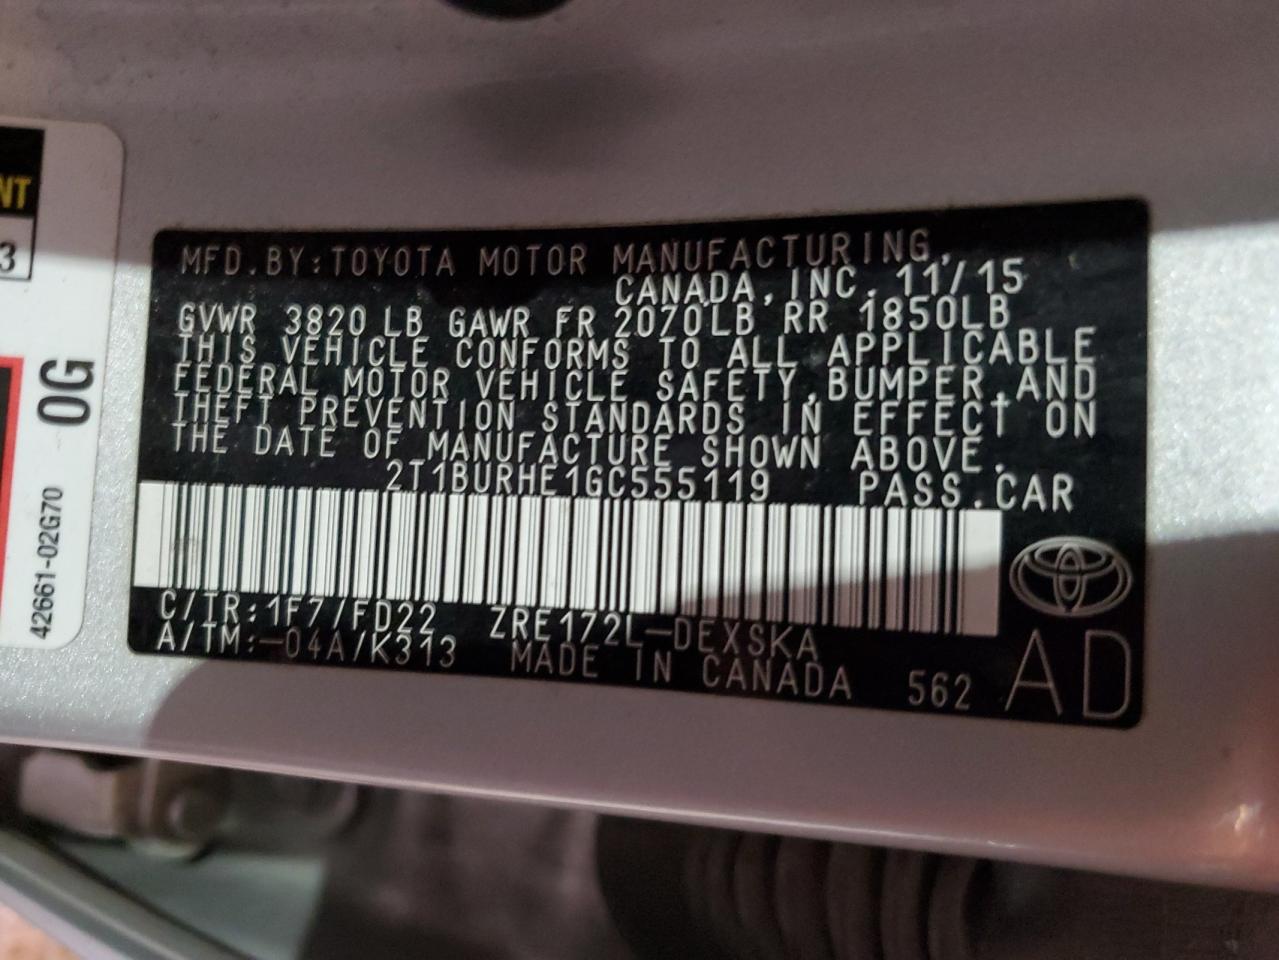 NT
3
0G
42661-02G70
MFD.BY:TOYOTA MOTOR MANUFACTURING,
CANADA,INC. 11/15
GVWR 3820LB GAWR FR 2070LB RR 1850LB
THIS VEHICLE CONFORMS TO ALL APPLICABLE
FEDERAL MOTOR VEHICLE SAFETY,BUMPER,AND
THEFT PREVENTION STANDARDS IN EFFECT ON
THE DATE OF MANUFACTURE SHOWN ABOVE.
2T1BURHE1GC555119 PASS.CAR
C/TR:1F7/FD22 ZRE172L-DEXSKA
A/TM:-04A/K313 MADE IN CANADA 562
AD